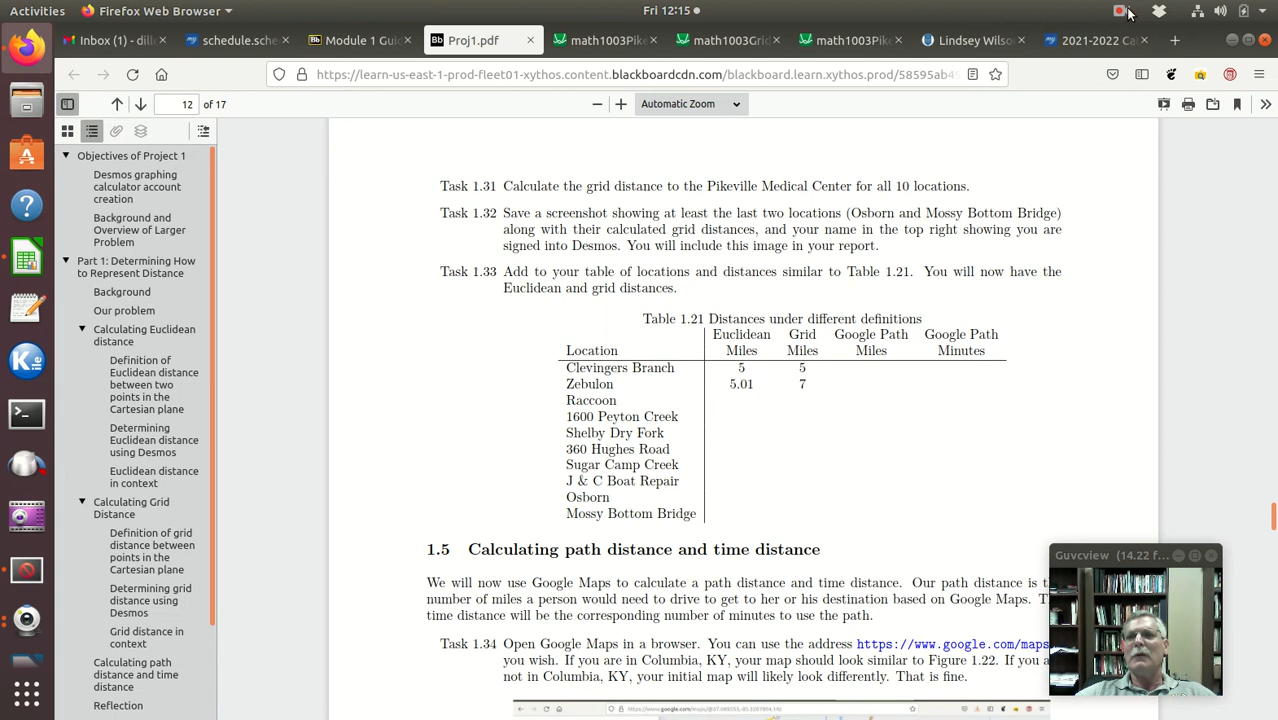 Activities Firefox Web Browser Fri 12:15
Inbox (1) - dille schedule.sche Module 1 Guid Proj1.pdf math1003Pike math1003Grid math1003Pike Lindsey Wilson 2021-2022 Ca
https://learn-us-east-1-prod-fleet01-xythos.content.blackboardcdn.com/blackboard.learn.xythos.prod/58595ab45
12 of 17 Automatic Zoom
Objectives of Project 1
Desmos graphing
calculator account
creation
Background and
Overview of Larger
Problem
Part 1: Determining How
to Represent Distance
Background
Our problem
Calculating Euclidean
distance
Definition of
Euclidean distance
between two
points in the
Cartesian plane
Determining
Euclidean distance
using Desmos
Euclidean distance
in context
Calculating Grid
Distance
Definition of grid
distance between
points in the
Cartesian plane
Determining grid
distance using
Desmos
Grid distance in
context
Calculating path
distance and time
distance
Reflection
Task 1.31 Calculate the grid distance to the Pikeville Medical Center for all 10 locations.
Task 1.32 Save a screenshot showing at least the last two locations (Osborn and Mossy Bottom Bridge)
along with their calculated grid distances, and your name in the top right showing you are
signed into Desmos. You will include this image in your report.
Task 1.33 Add to your table of locations and distances similar to Table 1.21. You will now have the
Euclidean and grid distances.
Table 1.21 Distances under different definitions
Euclidean Grid Google Path Google Path
Location Miles Miles Miles Minutes
Clevingers Branch 5 5
Zebulon 5.01 7
Raccoon
1600 Peyton Creek
Shelby Dry Fork
360 Hughes Road
Sugar Camp Creek
J & C Boat Repair
Osborn
Mossy Bottom Bridge
1.5 Calculating path distance and time distance
We will now use Google Maps to calculate a path distance and time distance. Our path distance is
number of miles a person would need to drive to get to her or his destination based on Google Maps.
time distance will be the corresponding number of minutes to use the path.
Task 1.34 Open Google Maps in a browser. You can use the address https://www.google.com/maps
you wish. If you are in Columbia, KY, your map should look similar to Figure 1.22. If you
not in Columbia, KY, your initial map will likely look differently. That is fine.
Guvcview (14.22 f...